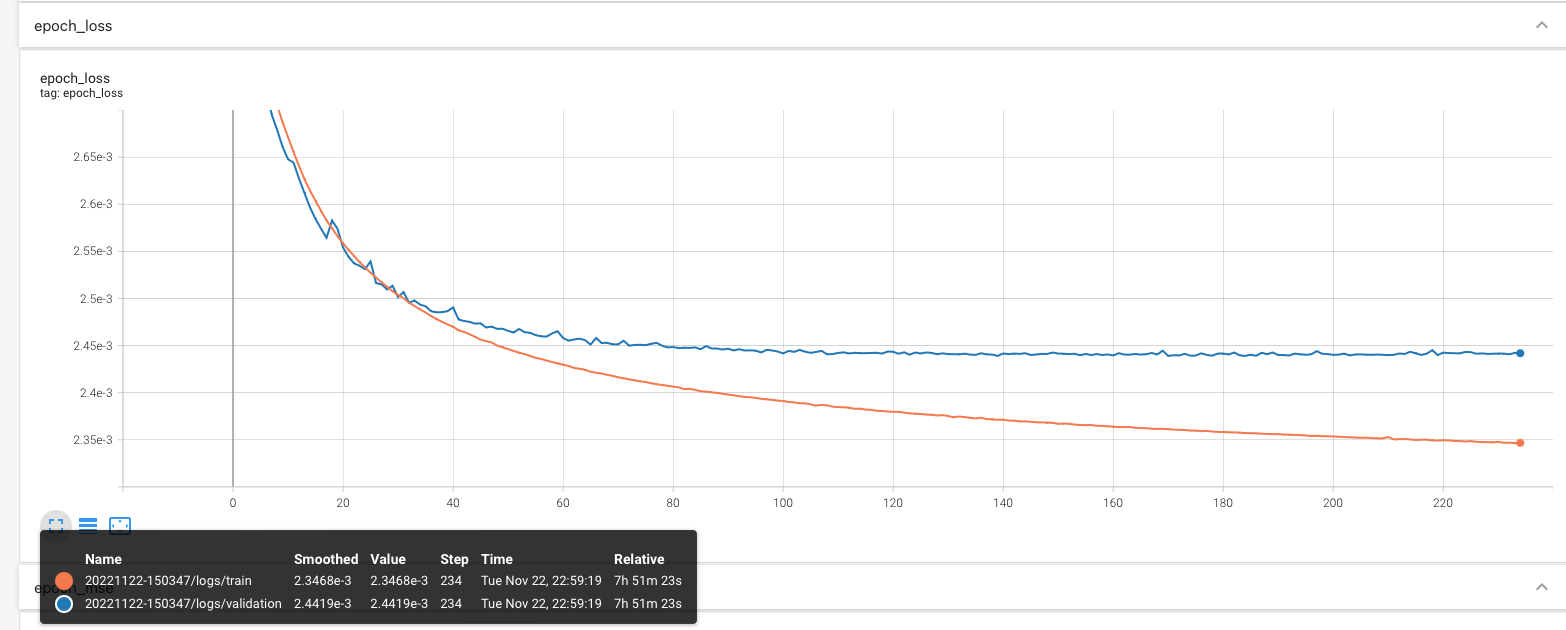 epoch_loss
epoch_loss
tag: epoch_loss
2.65e-3
2.6e-3
2.55e-3
2.5e-3
2.45e-3
2.4e-3
2.35e-3
0 20 40 60 80 100 120 140 160 180 200 220
Name Smoothed Value Step Time Relative
20221122-150347/logs/train 2.3468e-3 2.3468e-3 234 Tue Nov 22, 22:59:19 7h 51m 23s
epoch_mse
20221122-150347/logs/validation 2.4419e-3 2.4419e-3 234 Tue Nov 22, 22:59:19 7h 51m 23s